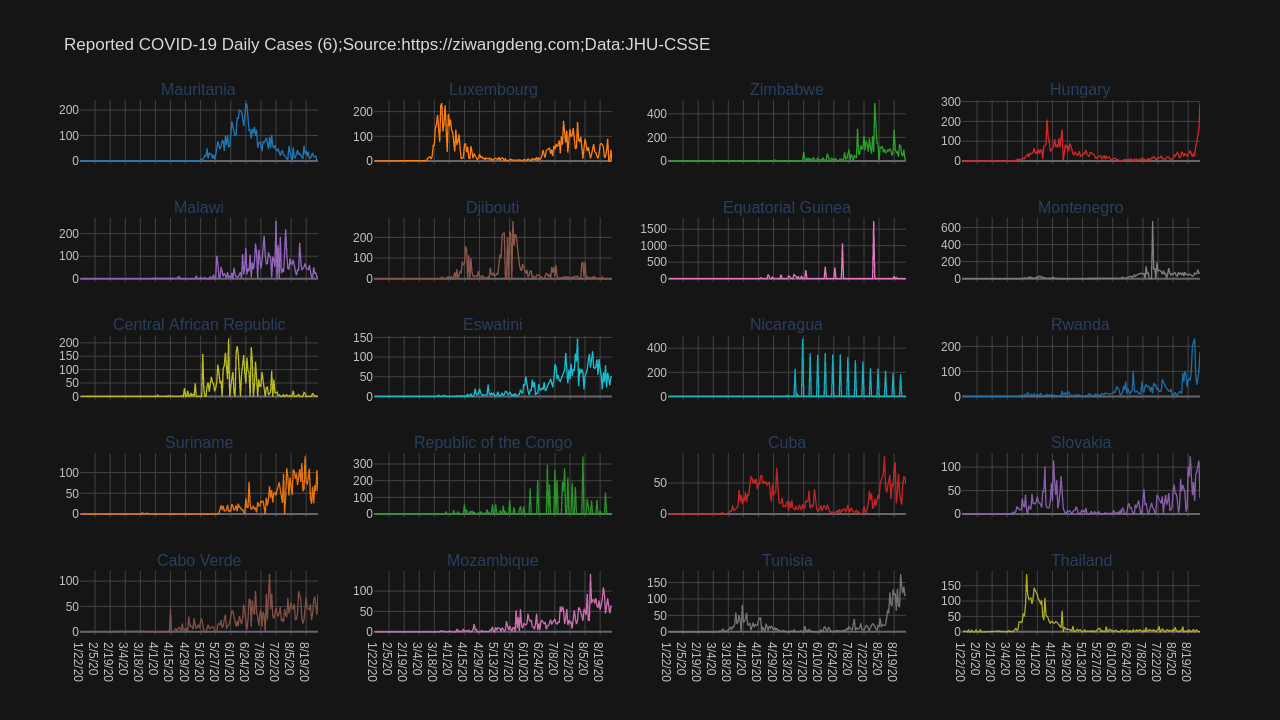 Reported COVID-19 Daily Cases (6);Source:https://ziwangdeng.com;Data:JHU-CSSE
Mauritania Luxembourg Zimbabwe Hungary
200 100 0
200 100 0
400 200 0
300 200 100 0
Malawi Djibouti Equatorial Guinea Montenegro
200 100 0
200 100 0
1500 1000 500 0
600 400 200 0
Central African Republic Eswatini Nicaragua Rwanda
200 150 100 50 0
150 100 50 0
400 200 0
200 100 0
Suriname Republic of the Congo Cuba Slovakia
100 50 0
300 200 100 0
50 0
100 50 0
Cabo Verde Mozambique Tunisia Thailand
100 50 0
100 50 0
150 100 50 0
150 100 50 0
1/22/20 2/5/20 2/19/20 3/4/20 3/18/20 4/1/20 4/15/20 4/29/20 5/13/20 5/27/20 6/10/20 6/24/20 7/8/20 7/22/20 8/5/20 8/19/20
1/22/20 2/5/20 2/19/20 3/4/20 3/18/20 4/1/20 4/15/20 4/29/20 5/13/20 5/27/20 6/10/20 6/24/20 7/8/20 7/22/20 8/5/20 8/19/20
1/22/20 2/5/20 2/19/20 3/4/20 3/18/20 4/1/20 4/15/20 4/29/20 5/13/20 5/27/20 6/10/20 6/24/20 7/8/20 7/22/20 8/5/20 8/19/20
1/22/20 2/5/20 2/19/20 3/4/20 3/18/20 4/1/20 4/15/20 4/29/20 5/13/20 5/27/20 6/10/20 6/24/20 7/8/20 7/22/20 8/5/20 8/19/20